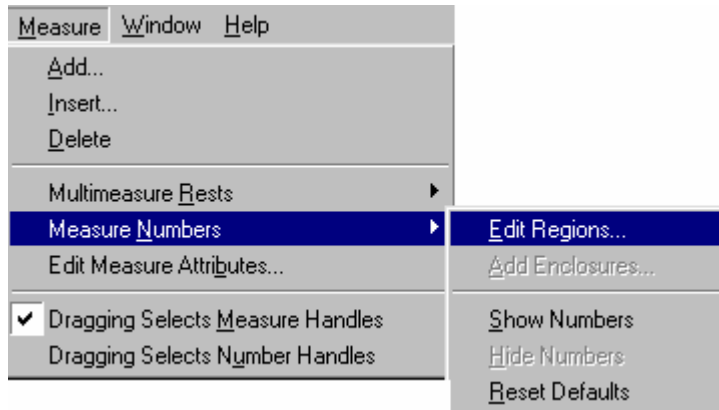 Measure Window Help
Add...
Insert...
Delete
Multimeasure Rests
Measure Numbers
Edit Measure Attributes...
Dragging Selects Measure Handles
Dragging Selects Number Handles
Edit Regions...
Add Enclosures...
Show Numbers
Hide Numbers
Reset Defaults